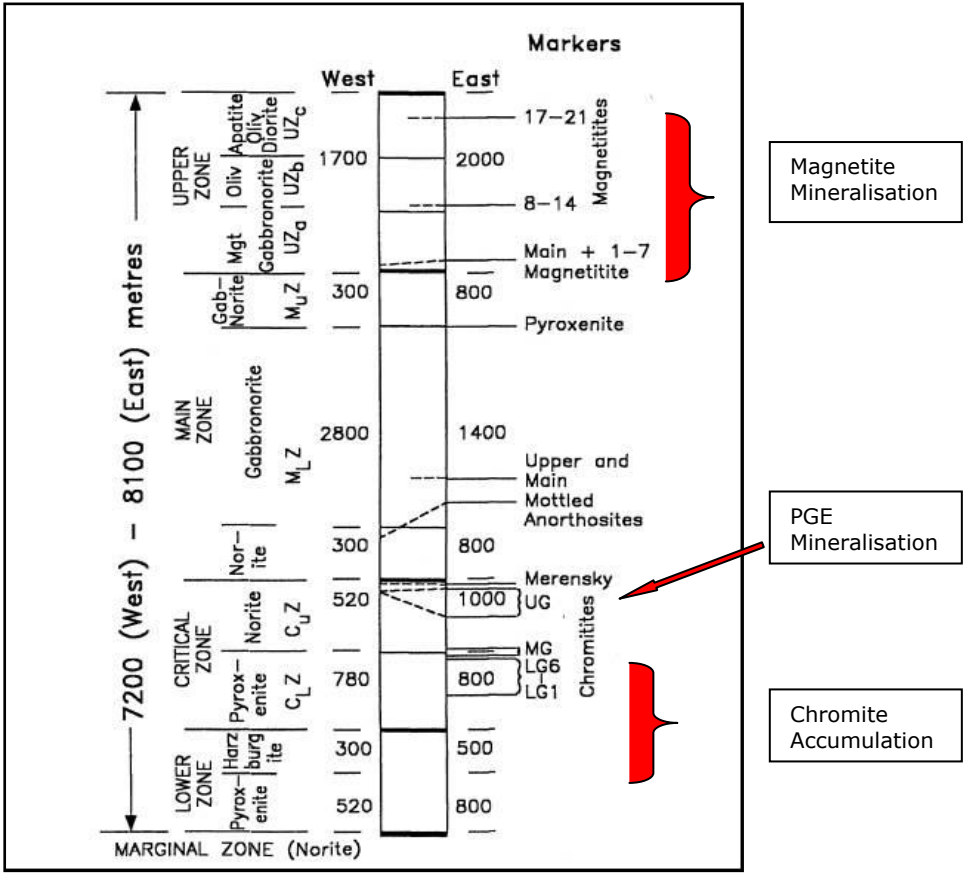 Markers
West
East
7200 (West) – 8100 (East) metres
UPPER
ZONE
Apatite
Oliv
Diorite
UZc
Oliv
UZb
Mgt
Gabbronorite
UZa
1700
2000
17–21
8–14
Magnetitites
Main + 1–7
Magnetitite
MAIN
ZONE
Gab–
Norite
MuZ
300
800
Pyroxenite
Gabbronorite
MLZ
2800
1400
Upper and
Main
Mottled
Anorthosites
Nor–
ite
300
800
Merensky
CRITICAL
ZONE
Norite
CuZ
520
1000
UG
MG
Pyrox–
enite
CLZ
780
800
LG6
LG1
Chromitites
LOWER
ZONE
Harz
burg
ite
300
500
Pyrox–
enite
520
800
MARGINAL ZONE (Norite)
Magnetite
Mineralisation
PGE
Mineralisation
Chromite
Accumulation